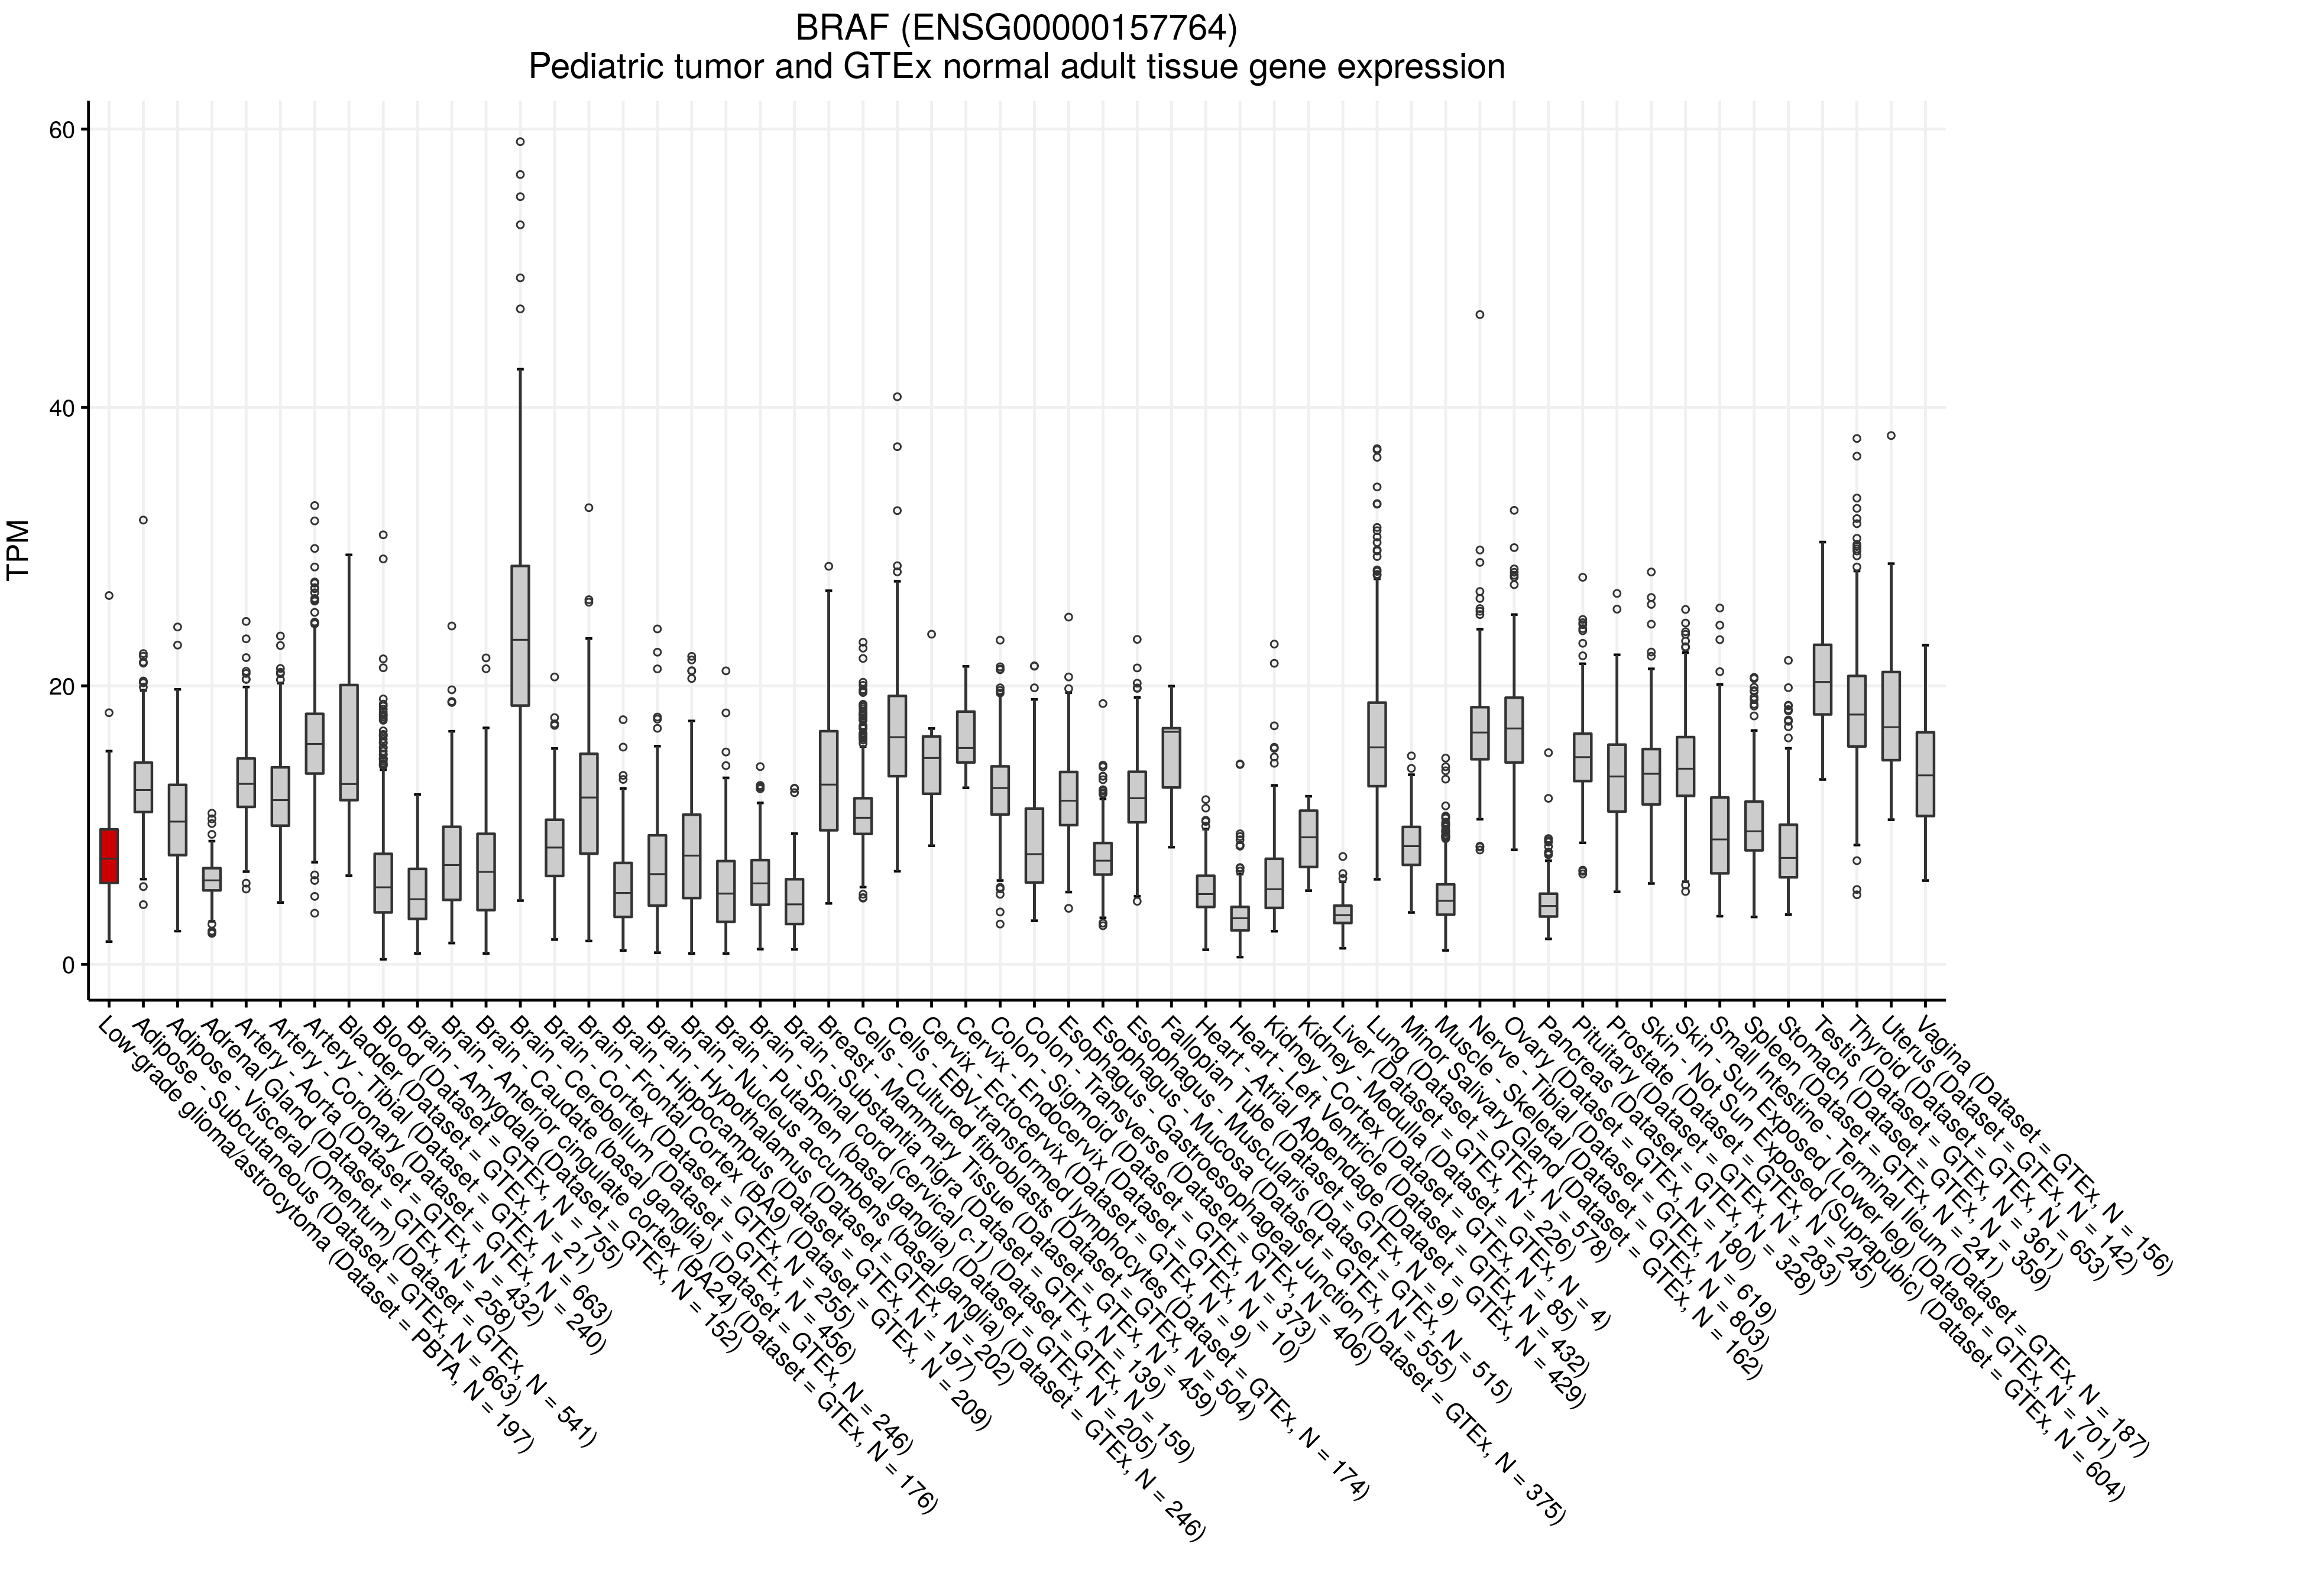 BRAF (ENSG00000157764)
Pediatric tumor and GTEx normal adult tissue gene expression
TPM
60
40
20
0
Low-grade glioma/astrocytoma (Dataset = PBTA, N = 197)
Adipose - Subcutaneous (Dataset = GTEx, N = 663)
Adipose - Visceral (Omentum) (Dataset = GTEx, N = 541)
Adrenal Gland (Dataset = GTEx, N = 258)
Artery - Aorta (Dataset = GTEx, N = 432)
Artery - Coronary (Dataset = GTEx, N = 240)
Artery - Tibial (Dataset = GTEx, N = 663)
Bladder (Dataset = GTEx, N = 21)
Blood (Dataset = GTEx, N = 755)
Brain - Amygdala (Dataset = GTEx, N = 152)
Brain - Anterior cingulate cortex (BA24) (Dataset = GTEx, N = 176)
Brain - Caudate (basal ganglia) (Dataset = GTEx, N = 246)
Brain - Cerebellum (Dataset = GTEx, N = 456)
Brain - Cortex (Dataset = GTEx, N = 255)
Brain - Frontal Cortex (BA9) (Dataset = GTEx, N = 209)
Brain - Hippocampus (Dataset = GTEx, N = 197)
Brain - Hypothalamus (Dataset = GTEx, N = 202)
Brain - Nucleus accumbens (basal ganglia) (Dataset = GTEx, N = 246)
Brain - Putamen (basal ganglia) (Dataset = GTEx, N = 205)
Brain - Spinal cord (cervical c-1) (Dataset = GTEx, N = 159)
Brain - Substantia nigra (Dataset = GTEx, N = 139)
Breast - Mammary Tissue (Dataset = GTEx, N = 459)
Cells - Cultured fibroblasts (Dataset = GTEx, N = 504)
Cells - EBV-transformed lymphocytes (Dataset = GTEx, N = 174)
Cervix - Ectocervix (Dataset = GTEx, N = 9)
Cervix - Endocervix (Dataset = GTEx, N = 10)
Colon - Sigmoid (Dataset = GTEx, N = 373)
Colon - Transverse (Dataset = GTEx, N = 406)
Esophagus - Gastroesophageal Junction (Dataset = GTEx, N = 375)
Esophagus - Mucosa (Dataset = GTEx, N = 555)
Esophagus - Muscularis (Dataset = GTEx, N = 515)
Fallopian Tube (Dataset = GTEx, N = 9)
Heart - Atrial Appendage (Dataset = GTEx, N = 429)
Heart - Left Ventricle (Dataset = GTEx, N = 432)
Kidney - Cortex (Dataset = GTEx, N = 85)
Kidney - Medulla (Dataset = GTEx, N = 4)
Liver (Dataset = GTEx, N = 226)
Lung (Dataset = GTEx, N = 578)
Minor Salivary Gland (Dataset = GTEx, N = 162)
Muscle - Skeletal (Dataset = GTEx, N = 803)
Nerve - Tibial (Dataset = GTEx, N = 619)
Ovary (Dataset = GTEx, N = 180)
Pancreas (Dataset = GTEx, N = 328)
Pituitary (Dataset = GTEx, N = 283)
Prostate (Dataset = GTEx, N = 245)
Skin - Not Sun Exposed (Suprapubic) (Dataset = GTEx, N = 604)
Skin - Sun Exposed (Lower leg) (Dataset = GTEx, N = 701)
Small Intestine - Terminal Ileum (Dataset = GTEx, N = 187)
Spleen (Dataset = GTEx, N = 241)
Stomach (Dataset = GTEx, N = 359)
Testis (Dataset = GTEx, N = 361)
Thyroid (Dataset = GTEx, N = 653)
Uterus (Dataset = GTEx, N = 142)
Vagina (Dataset = GTEx, N = 156)